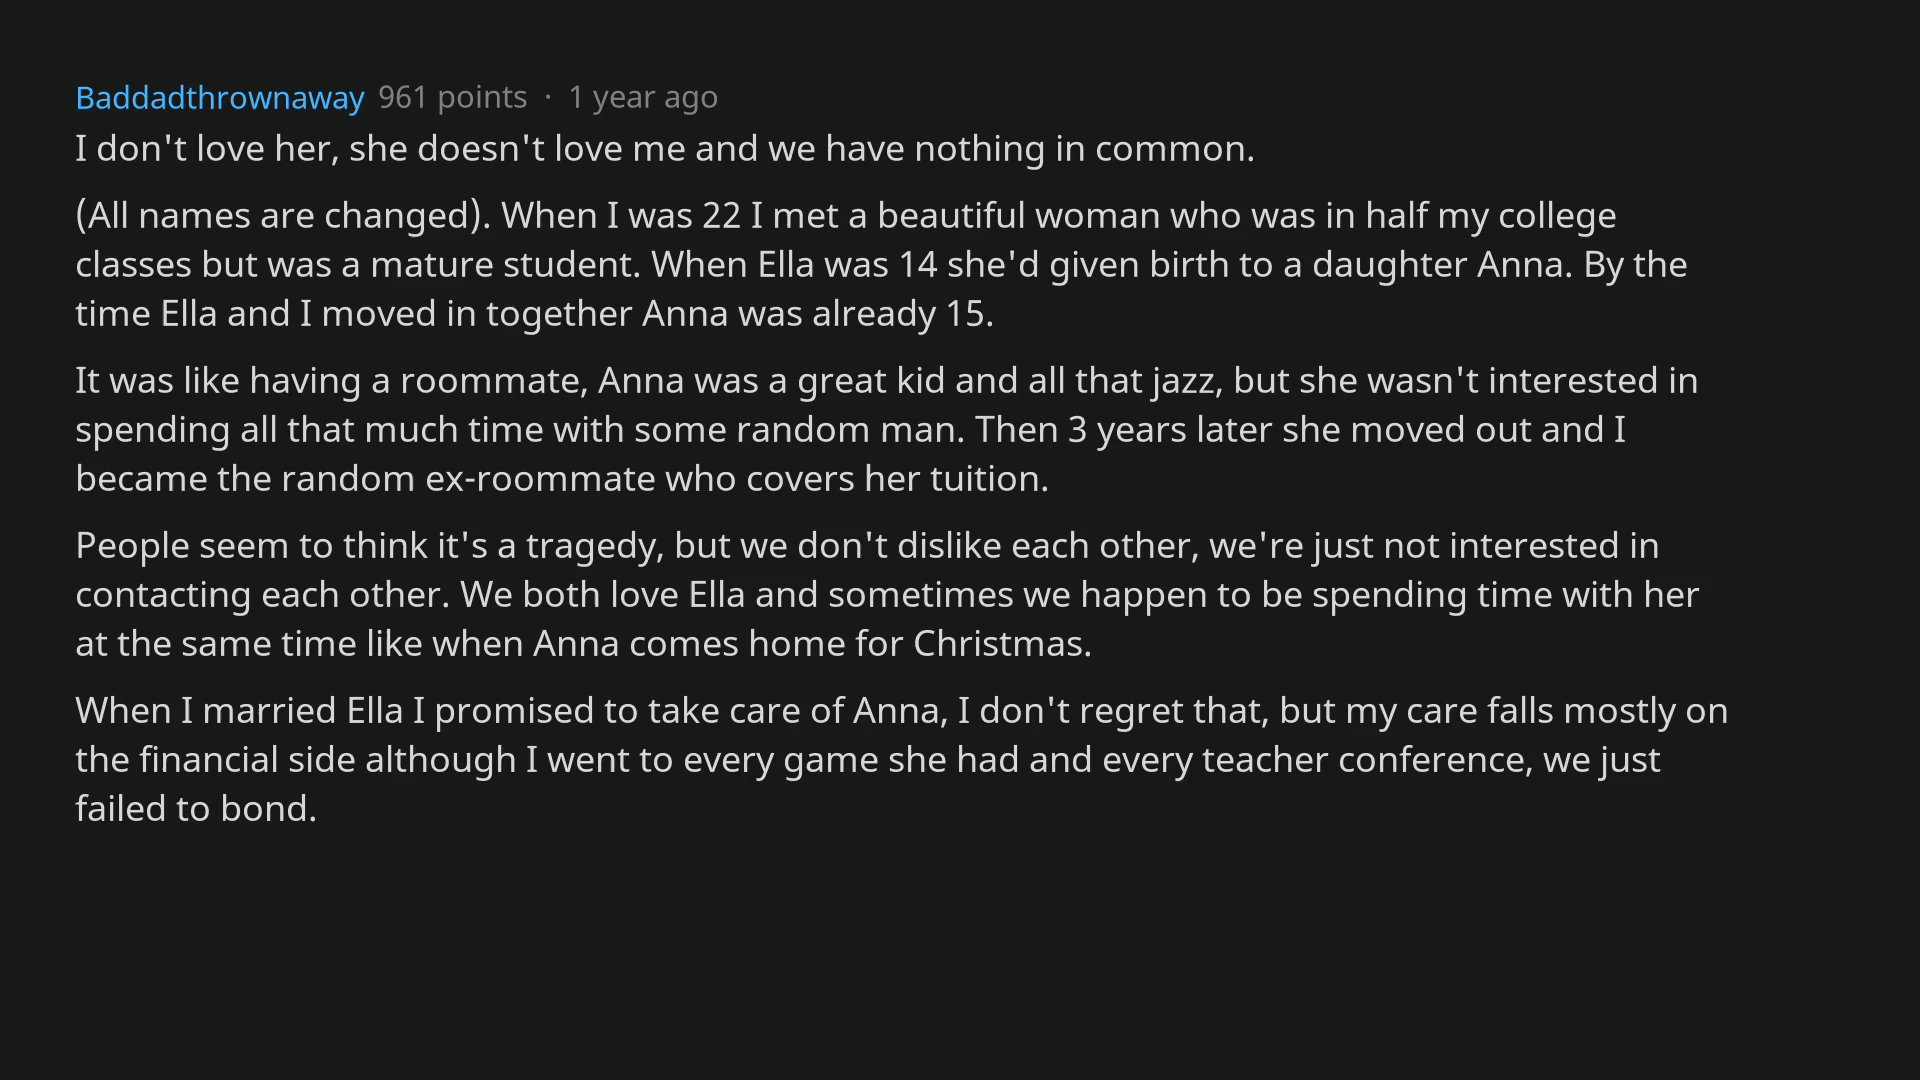 Baddadthrownaway 961 points · 1 year ago
I don't love her, she doesn't love me and we have nothing in common.
(All names are changed). When I was 22 I met a beautiful woman who was in half my college
classes but was a mature student. When Ella was 14 she'd given birth to a daughter Anna. By the
time Ella and I moved in together Anna was already 15.
It was like having a roommate, Anna was a great kid and all that jazz, but she wasn't interested in
spending all that much time with some random man. Then 3 years later she moved out and I
became the random ex-roommate who covers her tuition.
People seem to think it's a tragedy, but we don't dislike each other, we're just not interested in
contacting each other. We both love Ella and sometimes we happen to be spending time with her
at the same time like when Anna comes home for Christmas.
When I married Ella I promised to take care of Anna, I don't regret that, but my care falls mostly on
the financial side although I went to every game she had and every teacher conference, we just
failed to bond.